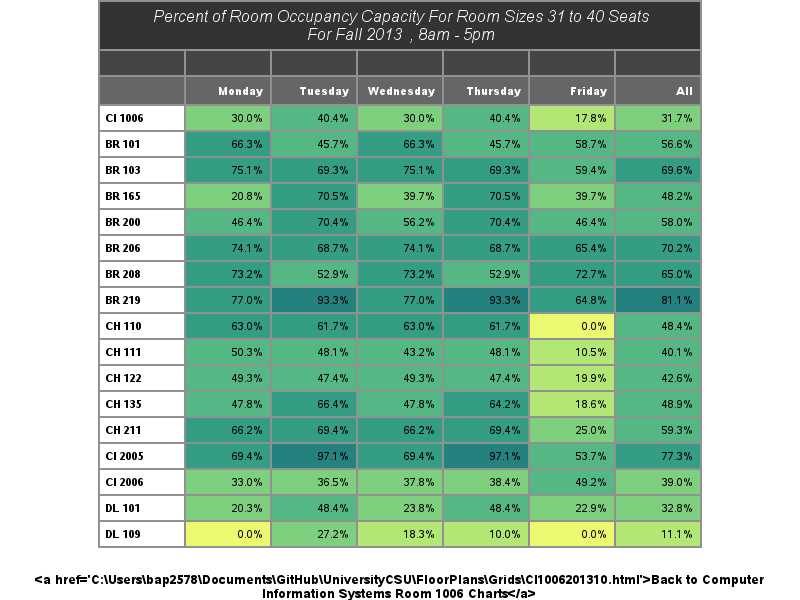 Percent of Room Occupancy Capacity For Room Sizes 31 to 40 Seats
For Fall 2013 , 8am - 5pm
Monday Tuesday Wednesday Thursday Friday All
CI 1006 30.0% 40.4% 30.0% 40.4% 17.8% 31.7%
BR 101 66.3% 45.7% 66.3% 45.7% 58.7% 56.6%
BR 103 75.1% 69.3% 75.1% 69.3% 59.4% 69.6%
BR 165 20.8% 70.5% 39.7% 70.5% 39.7% 48.2%
BR 200 46.4% 70.4% 56.2% 70.4% 46.4% 58.0%
BR 206 74.1% 68.7% 74.1% 68.7% 65.4% 70.2%
BR 208 73.2% 52.9% 73.2% 52.9% 72.7% 65.0%
BR 219 77.0% 93.3% 77.0% 93.3% 64.8% 81.1%
CH 110 63.0% 61.7% 63.0% 61.7% 0.0% 48.4%
CH 111 50.3% 48.1% 43.2% 48.1% 10.5% 40.1%
CH 122 49.3% 47.4% 49.3% 47.4% 19.9% 42.6%
CH 135 47.8% 66.4% 47.8% 64.2% 18.6% 48.9%
CH 211 66.2% 69.4% 66.2% 69.4% 25.0% 59.3%
CI 2005 69.4% 97.1% 69.4% 97.1% 53.7% 77.3%
CI 2006 33.0% 36.5% 37.8% 38.4% 49.2% 39.0%
DL 101 20.3% 48.4% 23.8% 48.4% 22.9% 32.8%
DL 109 0.0% 27.2% 18.3% 10.0% 0.0% 11.1%
<a href='C:\Users\bap2578\Documents\GitHub\UniversityCSU\FloorPlans\Grids\CI1006201310.html'>Back to Computer
Information Systems Room 1006 Charts</a>